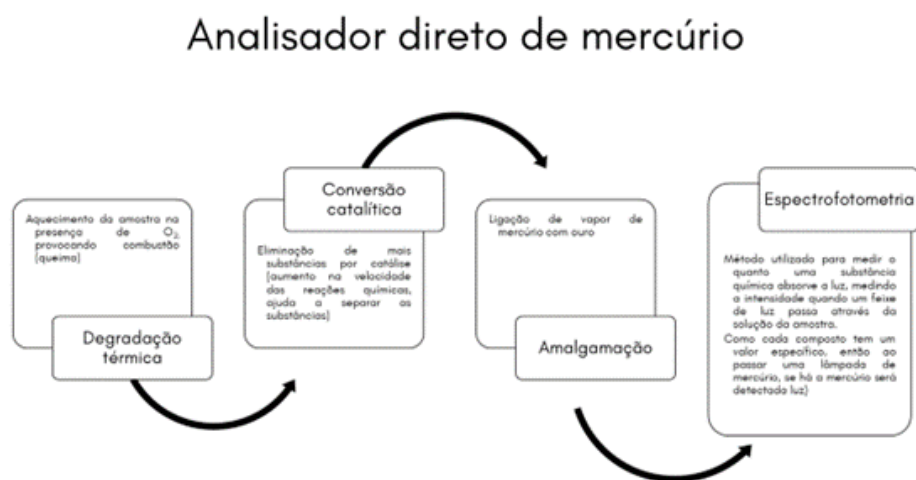 Analisador direto de mercúrio
Aquecimento da amostra na
presença de O₂,
provocando combustão
(queima)
Degradação
térmica
Conversão
catalítica
Eliminação de mais
substâncias por catálise
(aumento na velocidade
das reações químicas,
ajuda a separar as
substâncias)
Ligação de vapor de
mercúrio com ouro
Amalgamação
Espectrofotometria
Método utilizado para medir o
quanto uma substância
química absorve a luz, medindo
a intensidade quando um feixe
de luz passa através da
solução da amostra.
Como cada composto tem um
valor específico, então ao
passar uma lâmpada de
mercúrio, se há a mercúrio será
detectada luz)